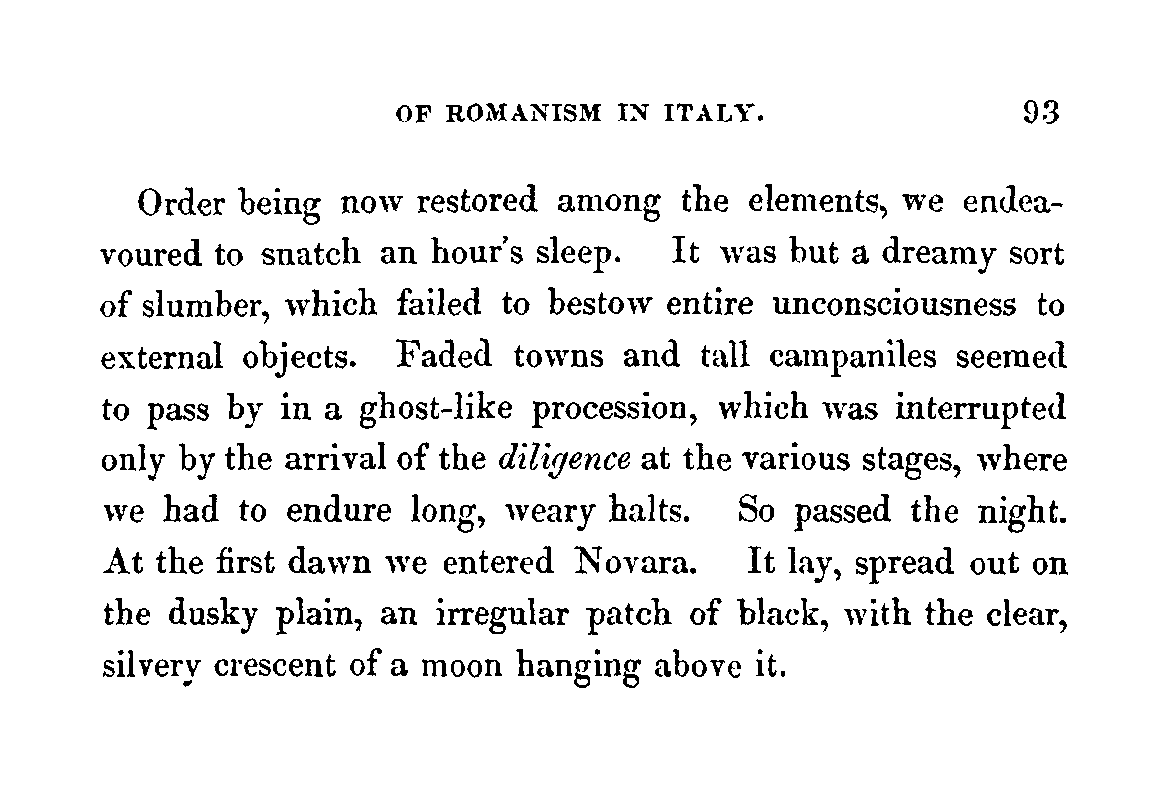 OF ROMANISM IN ITALY. 93
Order being now restored among the elements, we endea-
voured to snatch an hour's sleep. It was but a dreamy sort
of slumber, which failed to bestow entire unconsciousness to
external objects. Faded towns and tall campaniles seemed
to pass by in a ghost-like procession, which was interrupted
only by the arrival of the diligence at the various stages, where
we had to endure long, weary halts. So passed the night.
At the first dawn we entered Novara. It lay, spread out on
the dusky plain, an irregular patch of black, with the clear,
silvery crescent of a moon hanging above it.